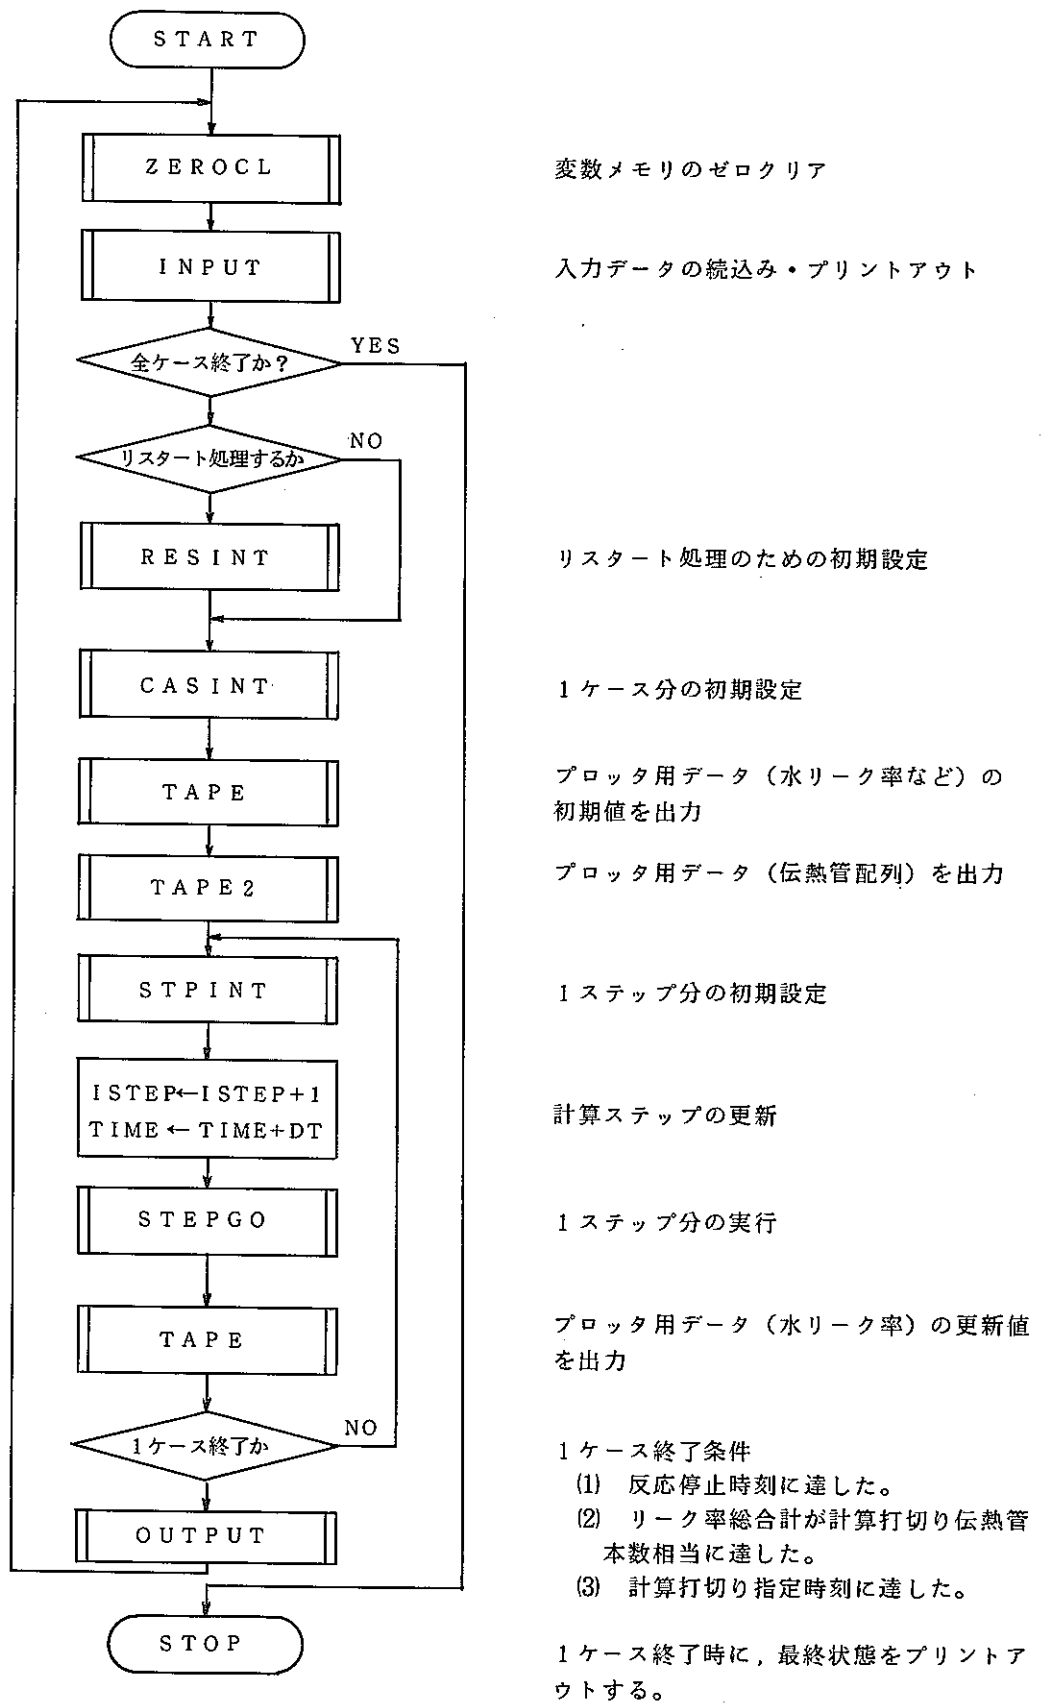 START
ZEROCL
変数メモリのゼロクリア
INPUT
入力データの続込み・プリントアウト
全ケース終了か?
YES
リスタート処理するか
NO
RESINT
リスタート処理のための初期設定
CASINT
1ケース分の初期設定
TAPE
プロッタ用データ(水リーク率など)の
初期値を出力
TAPE2
プロッタ用データ(伝熱管配列)を出力
STPINT
1ステップ分の初期設定
ISTEP←ISTEP+1
TIME←TIME+DT
計算ステップの更新
STEPGO
1ステップ分の実行
TAPE
プロッタ用データ(水リーク率)の更新値
を出力
1ケース終了か
NO
1ケース終了条件
(1) 反応停止時刻に達した。
(2) リーク率総合計が計算打切り伝熱管
本数相当に達した。
(3) 計算打切り指定時刻に達した。
OUTPUT
STOP
1ケース終了時に,最終状態をプリントア
ウトする。